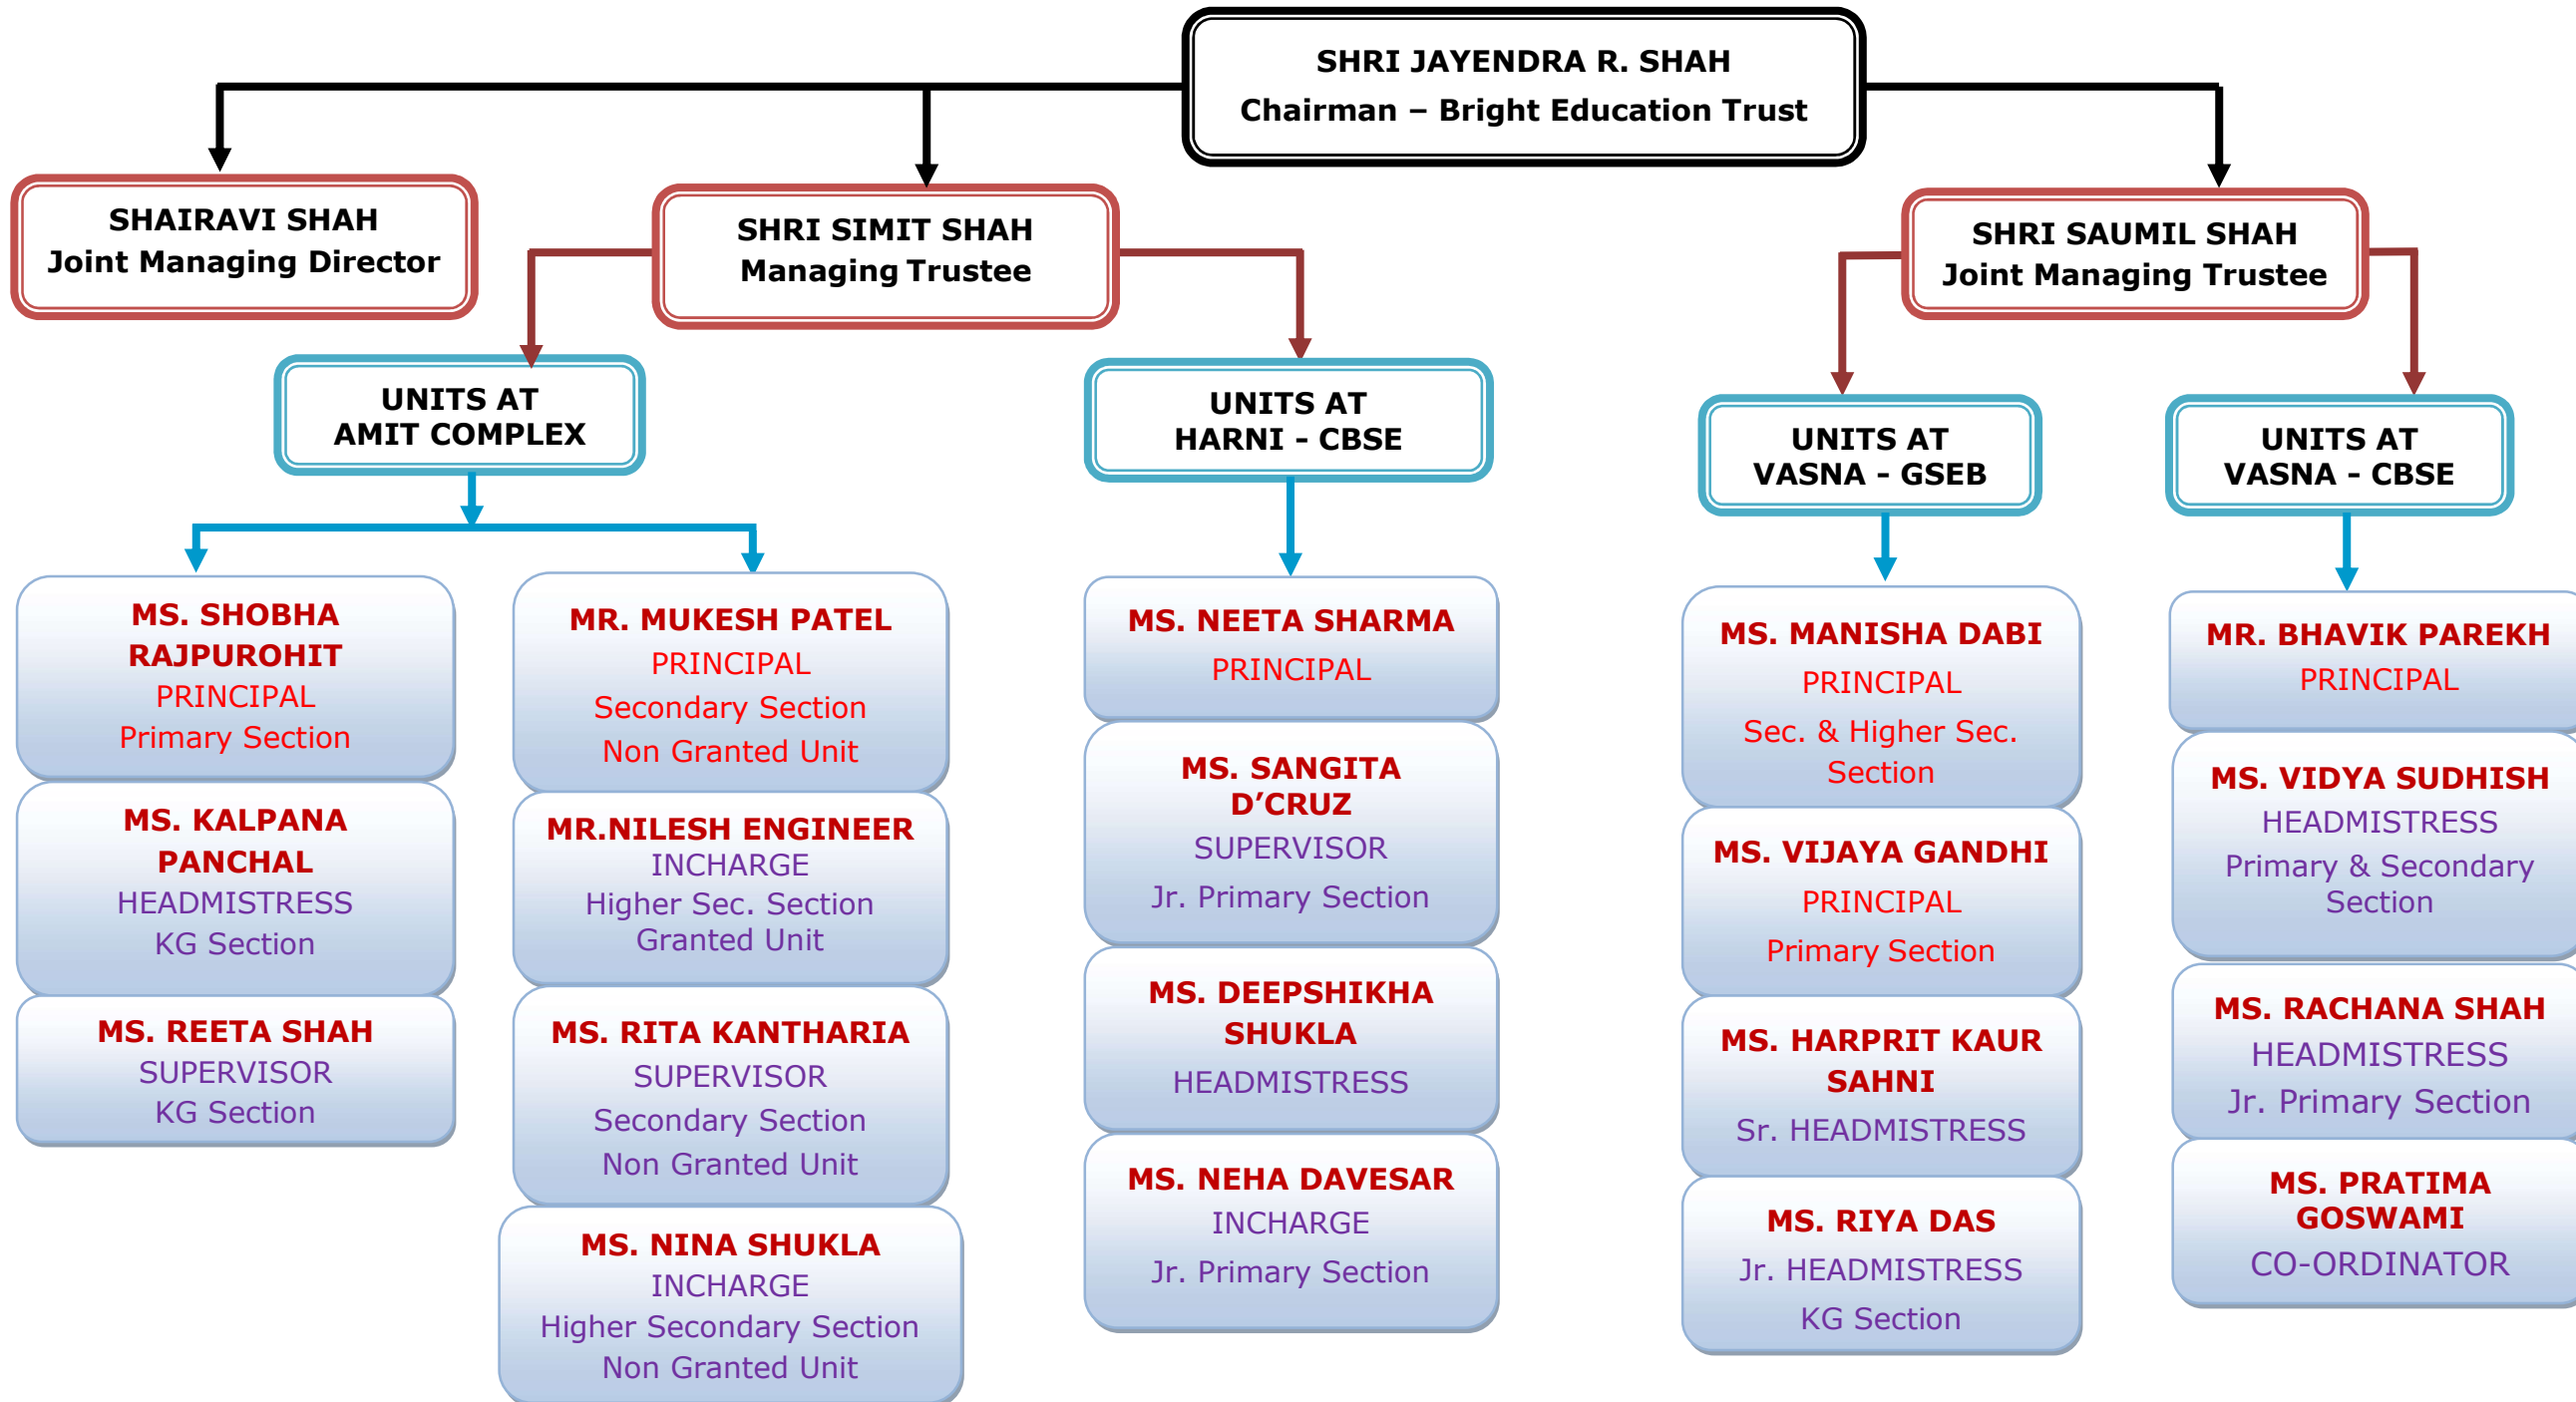 SHRI JAYENDRA R. SHAH
Chairman – Bright Education Trust
SHAIRAVI SHAH
Joint Managing Director
SHRI SIMIT SHAH
Managing Trustee
SHRI SAUMIL SHAH
Joint Managing Trustee
UNITS AT
AMIT COMPLEX
UNITS AT
HARNI - CBSE
UNITS AT
VASNA - GSEB
UNITS AT
VASNA - CBSE
MS. SHOBHA
RAJPUROHIT
PRINCIPAL
Primary Section
MS. KALPANA
PANCHAL
HEADMISTRESS
KG Section
MS. REETA SHAH
SUPERVISOR
KG Section
MR. MUKESH PATEL
PRINCIPAL
Secondary Section
Non Granted Unit
MR.NILESH ENGINEER
INCHARGE
Higher Sec. Section
Granted Unit
MS. RITA KANTHARIA
SUPERVISOR
Secondary Section
Non Granted Unit
MS. NINA SHUKLA
INCHARGE
Higher Secondary Section
Non Granted Unit
MS. NEETA SHARMA
PRINCIPAL
MS. SANGITA
D’CRUZ
SUPERVISOR
Jr. Primary Section
MS. DEEPSHIKHA
SHUKLA
HEADMISTRESS
MS. NEHA DAVESAR
INCHARGE
Jr. Primary Section
MS. MANISHA DABI
PRINCIPAL
Sec. & Higher Sec.
Section
MS. VIJAYA GANDHI
PRINCIPAL
Primary Section
MS. HARPRIT KAUR
SAHNI
Sr. HEADMISTRESS
MS. RIYA DAS
Jr. HEADMISTRESS
KG Section
MR. BHAVIK PAREKH
PRINCIPAL
MS. VIDYA SUDHISH
HEADMISTRESS
Primary & Secondary
Section
MS. RACHANA SHAH
HEADMISTRESS
Jr. Primary Section
MS. PRATIMA
GOSWAMI
CO-ORDINATOR